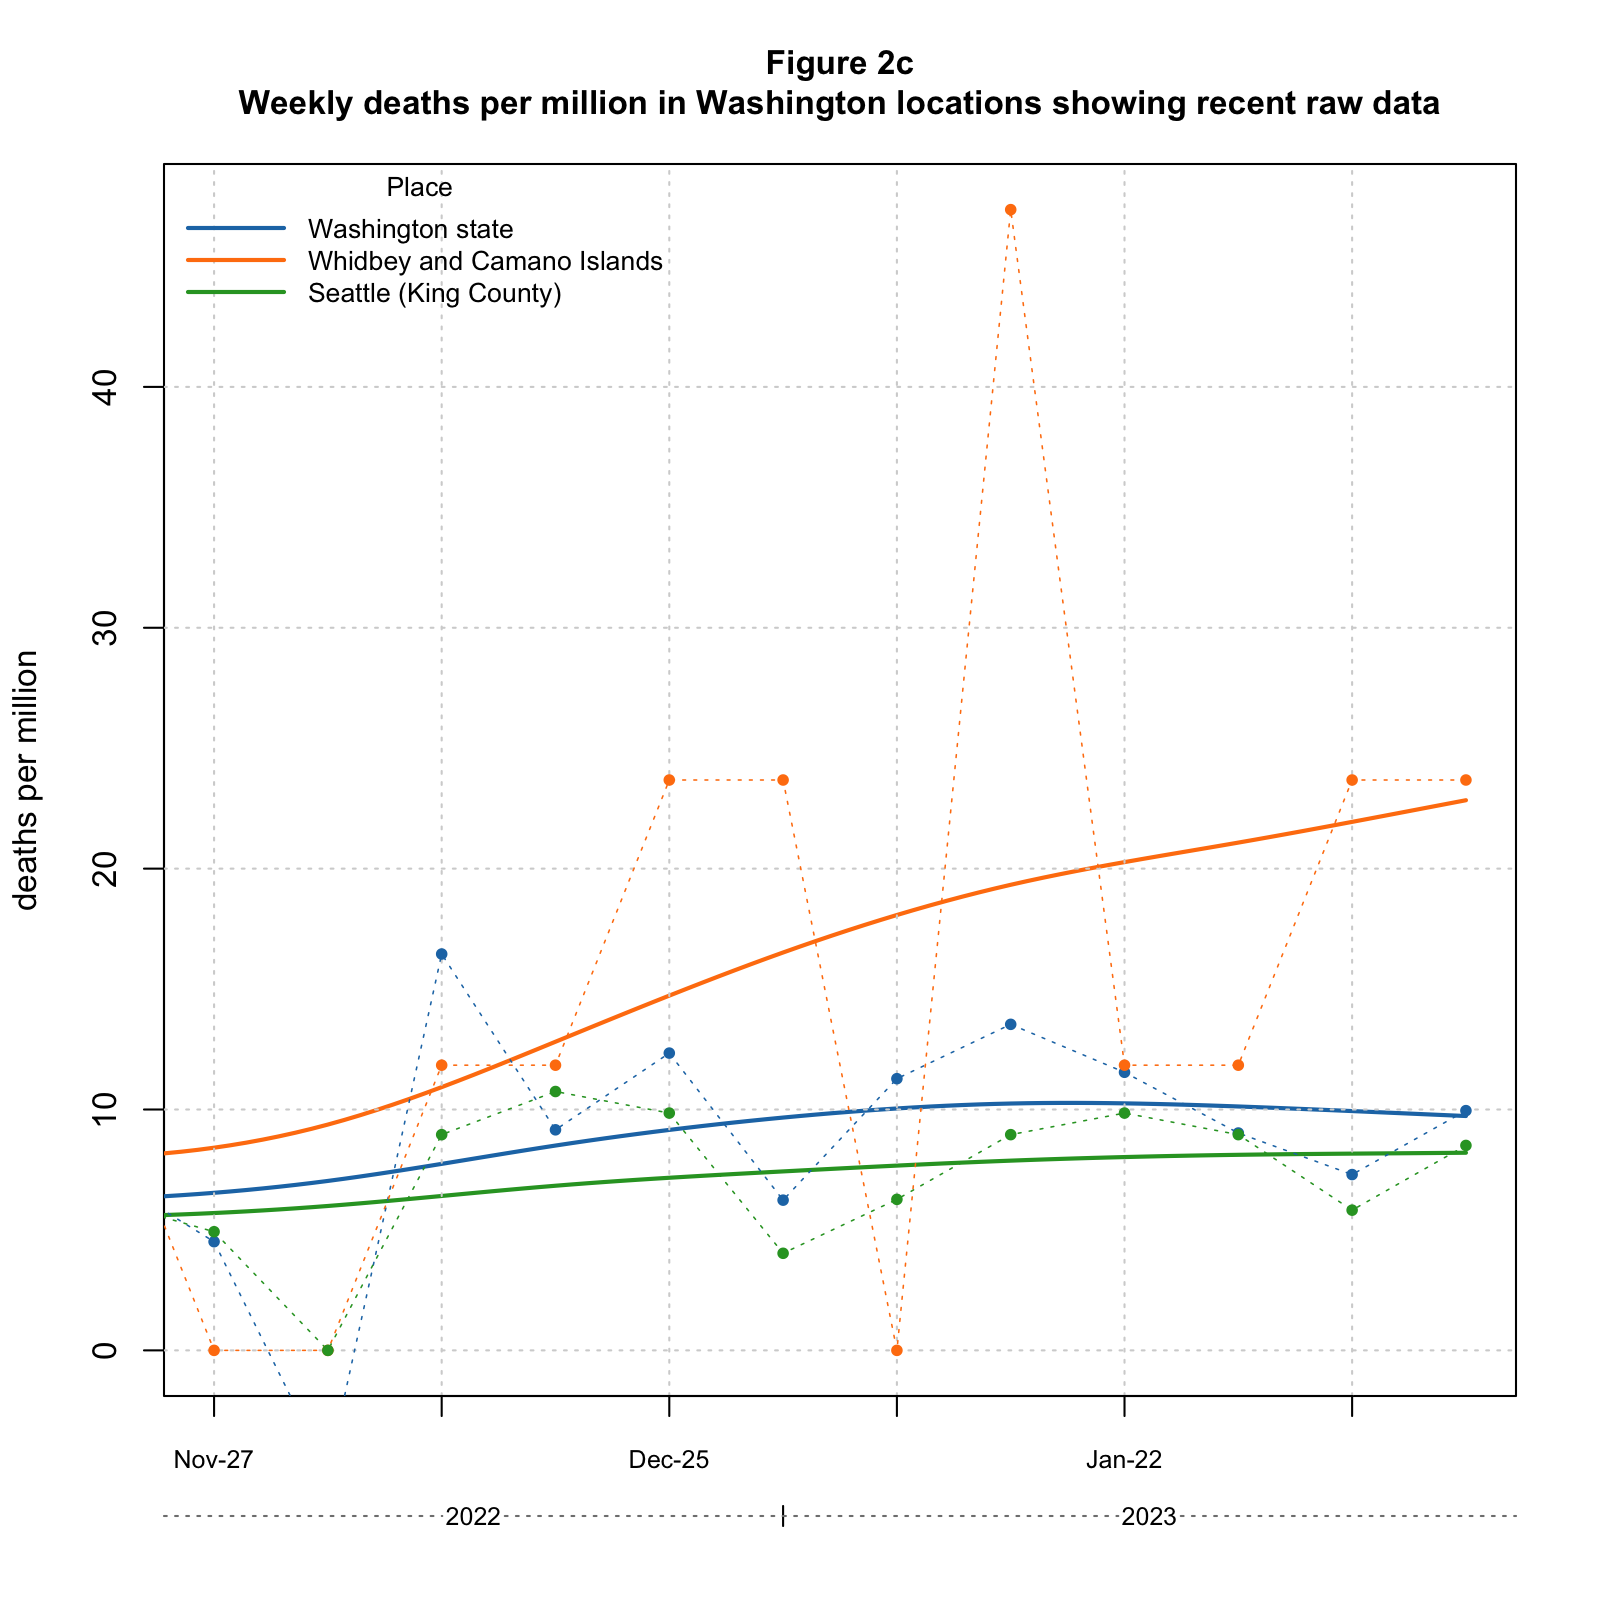 Figure 2c
Weekly deaths per million in Washington locations showing recent raw data
Place
Washington state
Whidbey and Camano Islands
Seattle (King County)
deaths per million
40
30
20
10
0
Nov-27
Dec-25
Jan-22
2022
2023